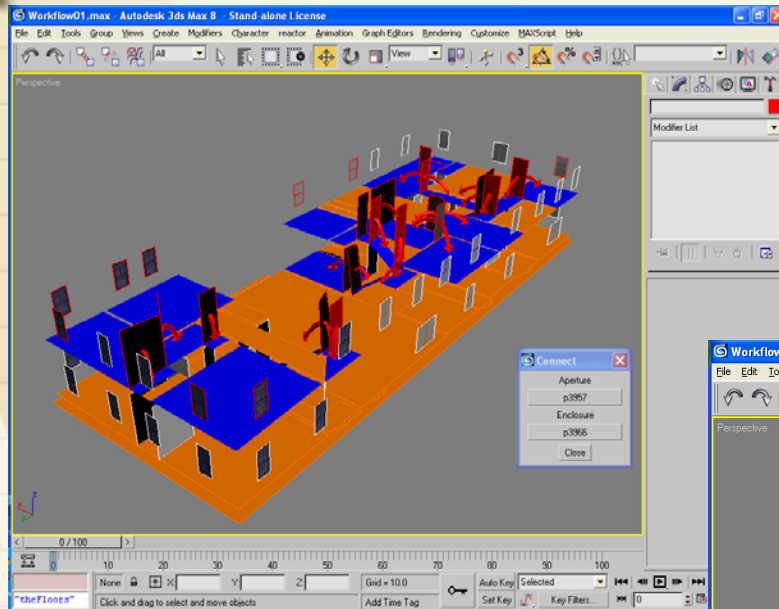 Workflow01.max - Autodesk 3ds Max 8 - Stand-alone License
File Edit Tools Group Views Create Modifiers Character reactor Animation Graph Editors Rendering Customize MAXScript Help
All
View
Perspective
Modifier List
Connect
Aperture
p3957
Enclosure
p3966
Close
Workflow
File Edit To
Perspective
0 / 100
0 10 20 30 40 50 60 70 80 90 100
None X: Y: Z: Grid = 10.0 Auto Key Selected
"theFloors" Click and drag to select and move objects Add Time Tag Set Key Key Filters... 0